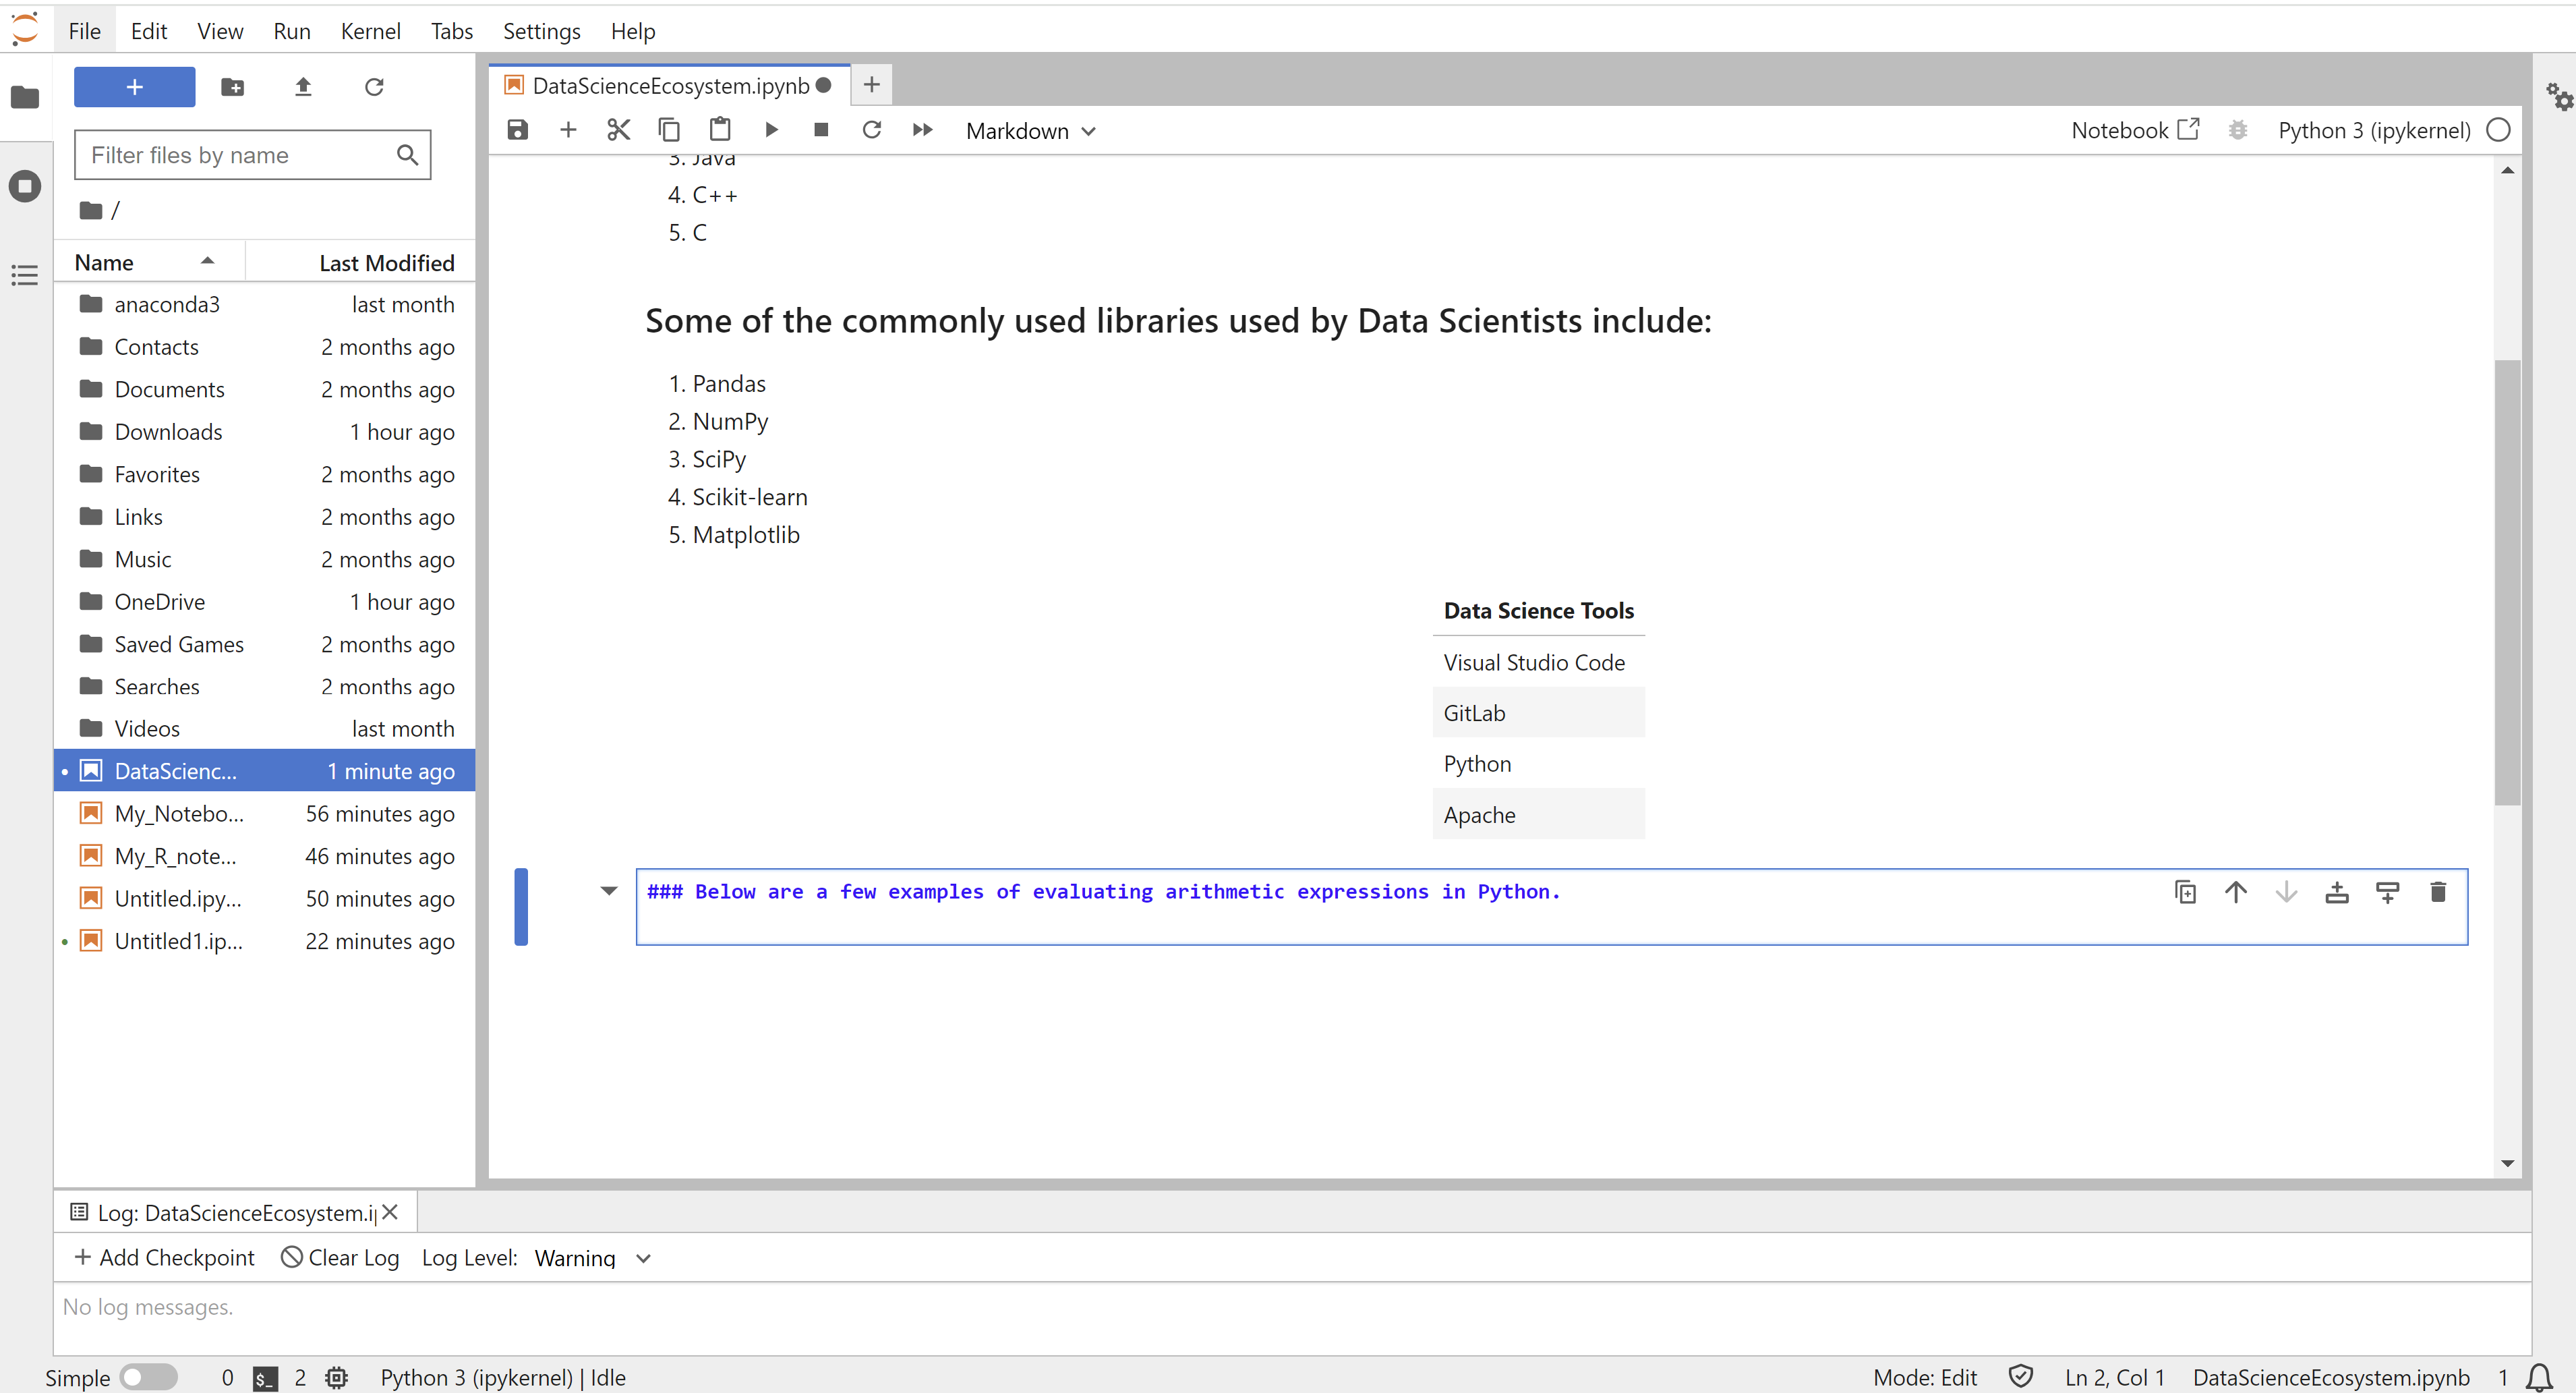 File Edit View Run Kernel Tabs Settings Help
+
Filter files by name
/
Name Last Modified
anaconda3 last month
Contacts 2 months ago
Documents 2 months ago
Downloads 1 hour ago
Favorites 2 months ago
Links 2 months ago
Music 2 months ago
OneDrive 1 hour ago
Saved Games 2 months ago
Searches 2 months ago
Videos last month
DataScienc... 1 minute ago
My_Notebo... 56 minutes ago
My_R_note... 46 minutes ago
Untitled.ipy... 50 minutes ago
Untitled1.ip... 22 minutes ago
DataScienceEcosystem.ipynb
Markdown Notebook Python 3 (ipykernel)
3. Java
4. C++
5. C
Some of the commonly used libraries used by Data Scientists include:
1. Pandas
2. NumPy
3. SciPy
4. Scikit-learn
5. Matplotlib
Data Science Tools
Visual Studio Code
GitLab
Python
Apache
### Below are a few examples of evaluating arithmetic expressions in Python.
Log: DataScienceEcosystem.i
+ Add Checkpoint Clear Log Log Level: Warning
No log messages.
Simple 0 $_ 2 Python 3 (ipykernel) | Idle Mode: Edit Ln 2, Col 1 DataScienceEcosystem.ipynb 1